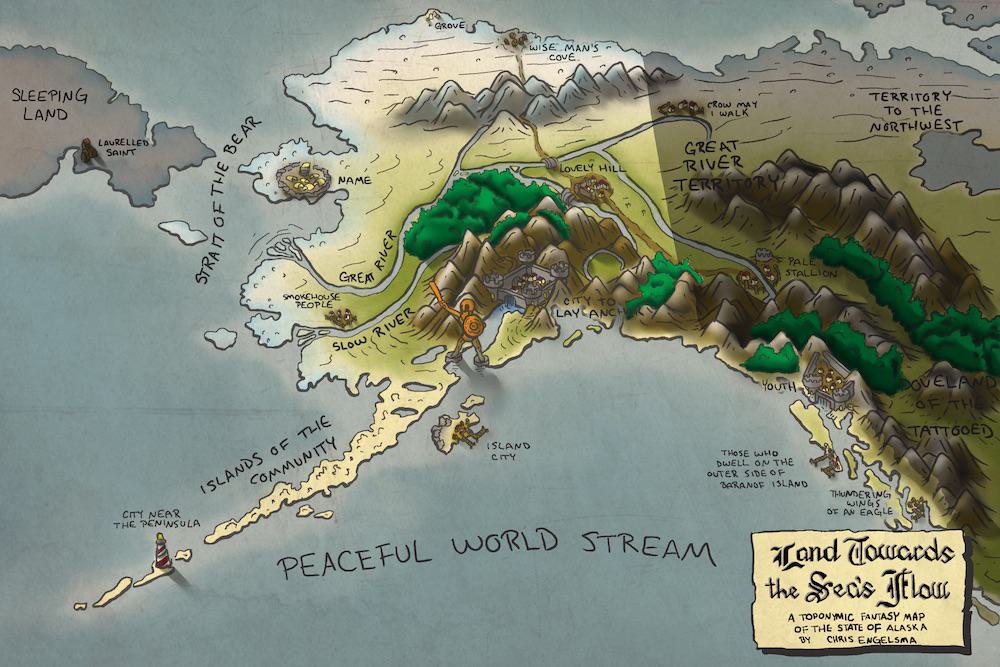 GROVE
WISE MAN'S
COVE
SLEEPING
LAND
LAURELLED
SAINT
STRAIT OF THE BEAR
NAME
CROW MAY
I WALK
TERRITORY
TO THE
NORTHWEST
GREAT
RIVER
TERRITORY
LOVELY HILL
GREAT RIVER
PALE
STALLION
SMOKEHOUSE
PEOPLE
SLOW RIVER
CITY TO
LAY ANCH
YOUTH
LOVELAND
OF THE
TATTOOED
ISLANDS OF THE
COMMUNITY
ISLAND
CITY
THOSE WHO
DWELL ON THE
OUTER SIDE OF
BARANOF ISLAND
THUNDERING
WINGS
OF AN EAGLE
CITY NEAR
THE PENINSULA
PEACEFUL WORLD STREAM
Land Towards
the Sea's Flow
A TOPONYMIC FANTASY MAP
OF THE STATE OF ALASKA
BY CHRIS ENGELSMA